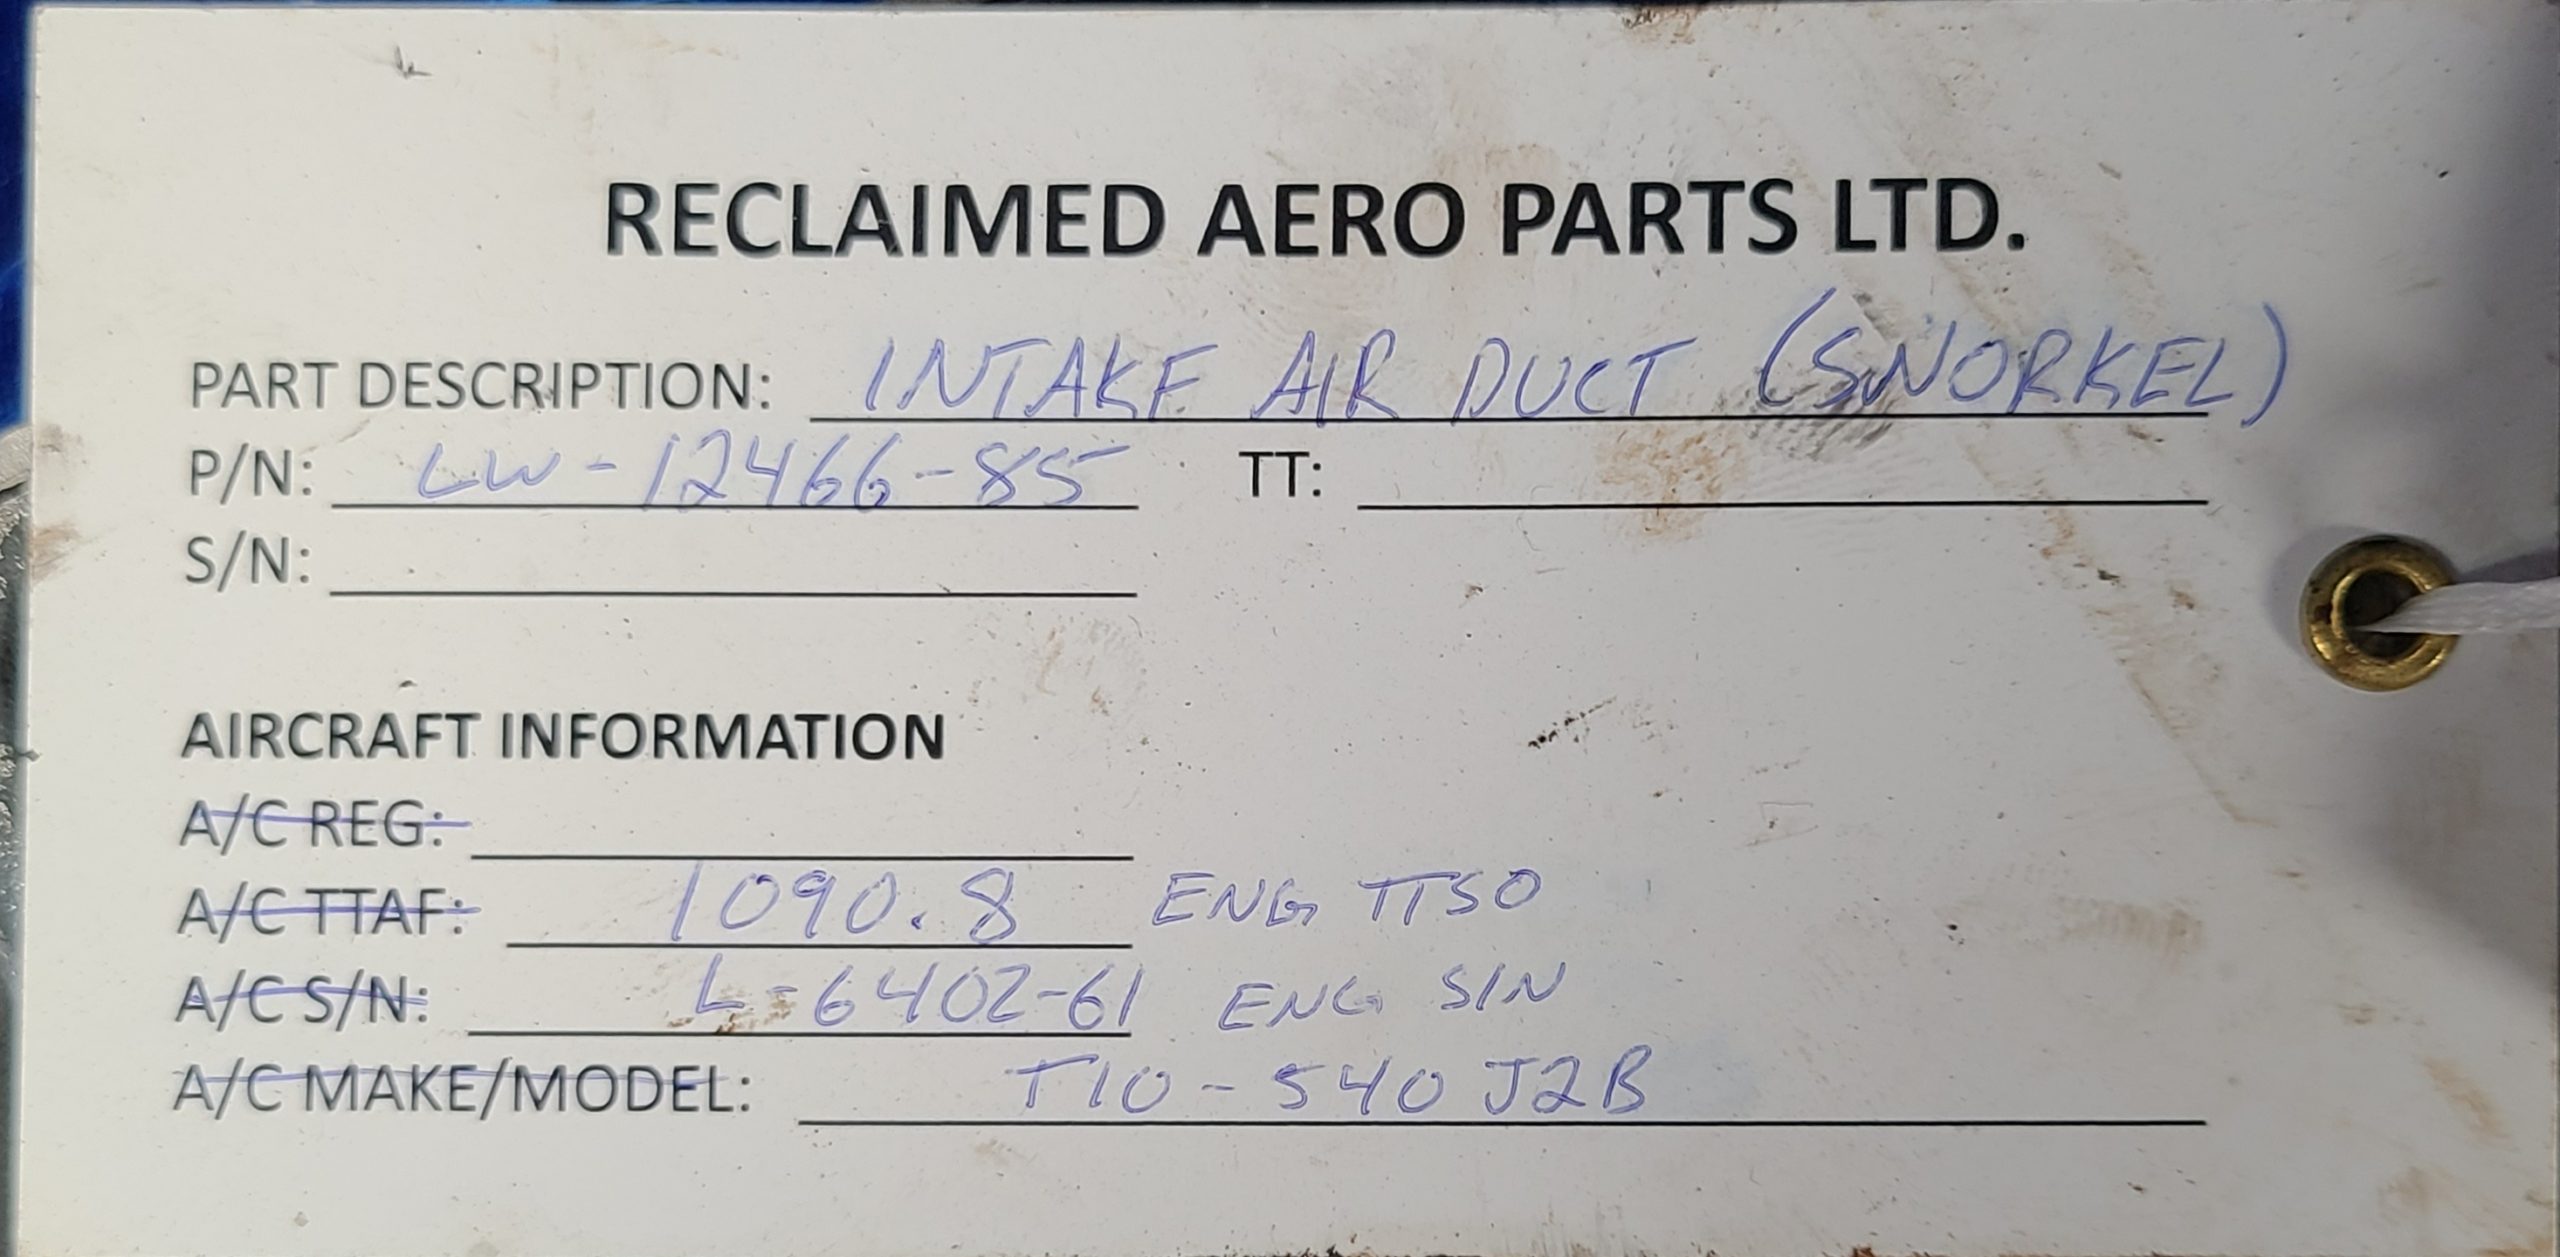 RECLAIMED AERO PARTS LTD.
PART DESCRIPTION: INTAKE AIR DUCT (SNORKEL)
P/N: LW-12466-85 TT:
S/N:
AIRCRAFT INFORMATION
A/C REG:
A/C TTAF: 1090.8 ENG TTSO
A/C S/N: L-6402-61 ENG S/N
A/C MAKE/MODEL: TIO-540 J2B